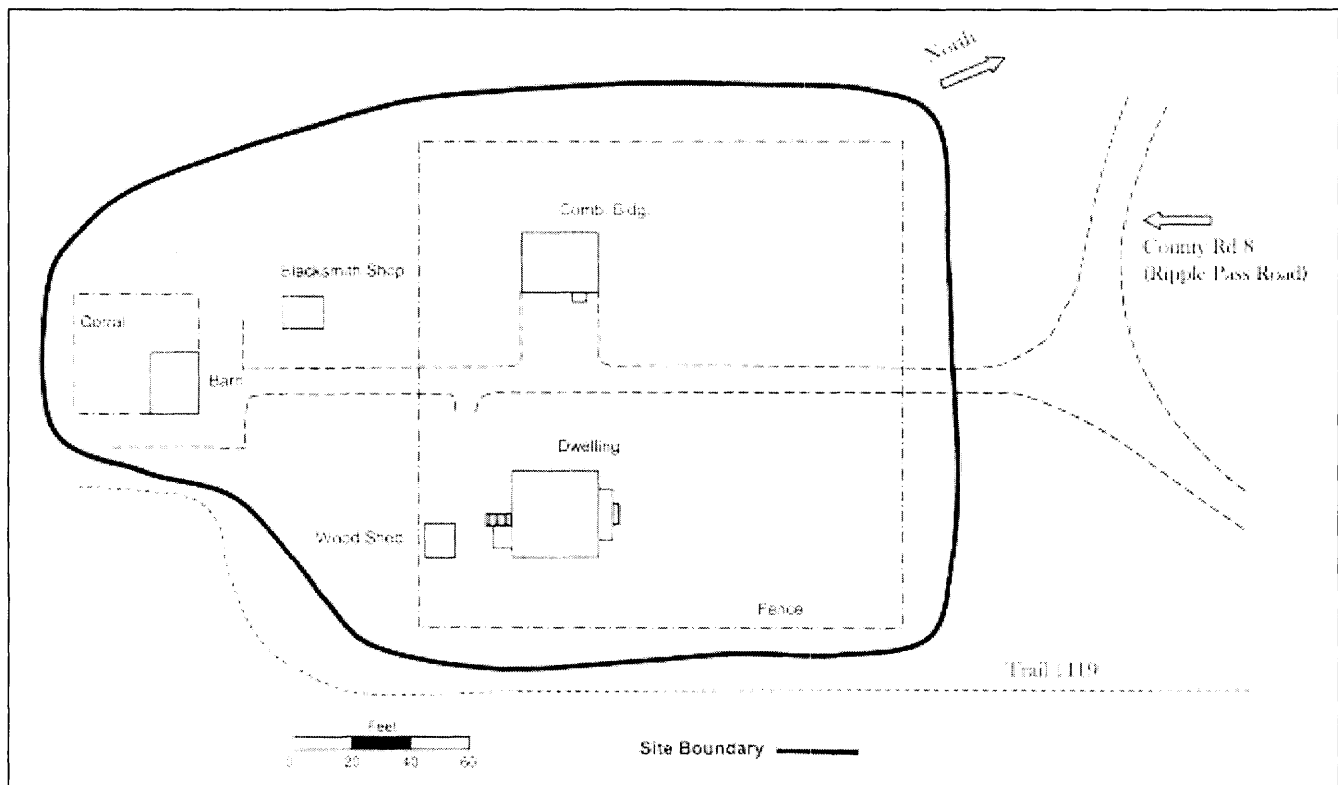 North
County Rd 8
(Ripple Pass Road)
Comb. Bldg.
Blacksmith Shop
Corral
Barn
Dwelling
Wood Shed
Fence
Trail 1119
Feet
0 20 40 60
Site Boundary